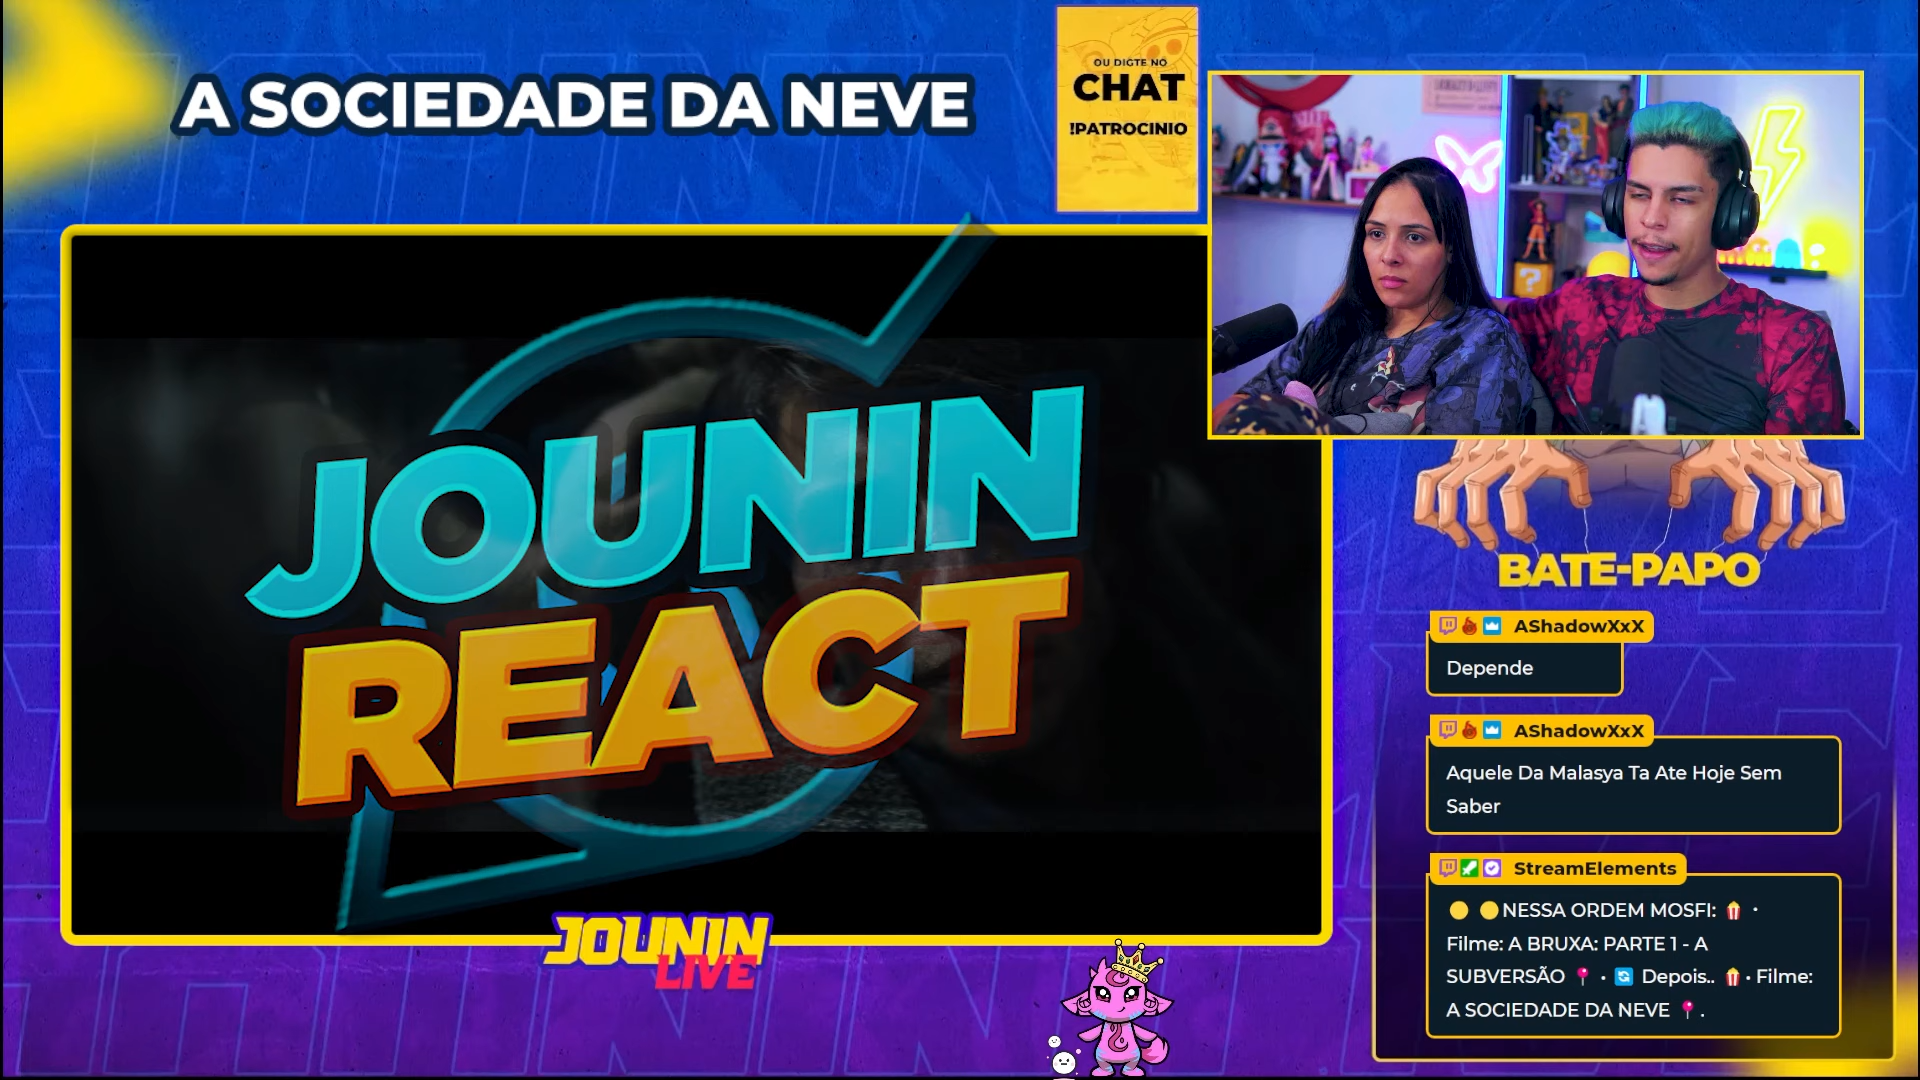 A SOCIEDADE DA NEVE
OU DIGTE NO
CHAT
!PATROCINIO
JOUNIN
REACT
JOUNIN
LIVE
BATE-PAPO
AShadowXxX
Depende
AShadowXxX
Aquele Da Malasya Ta Ate Hoje Sem
Saber
StreamElements
NESSA ORDEM MOSFI: 🍿 •
Filme: A BRUXA: PARTE 1 - A
SUBVERSÃO 📍 • 🔄 Depois.. 🍿 • Filme:
A SOCIEDADE DA NEVE 📍 .